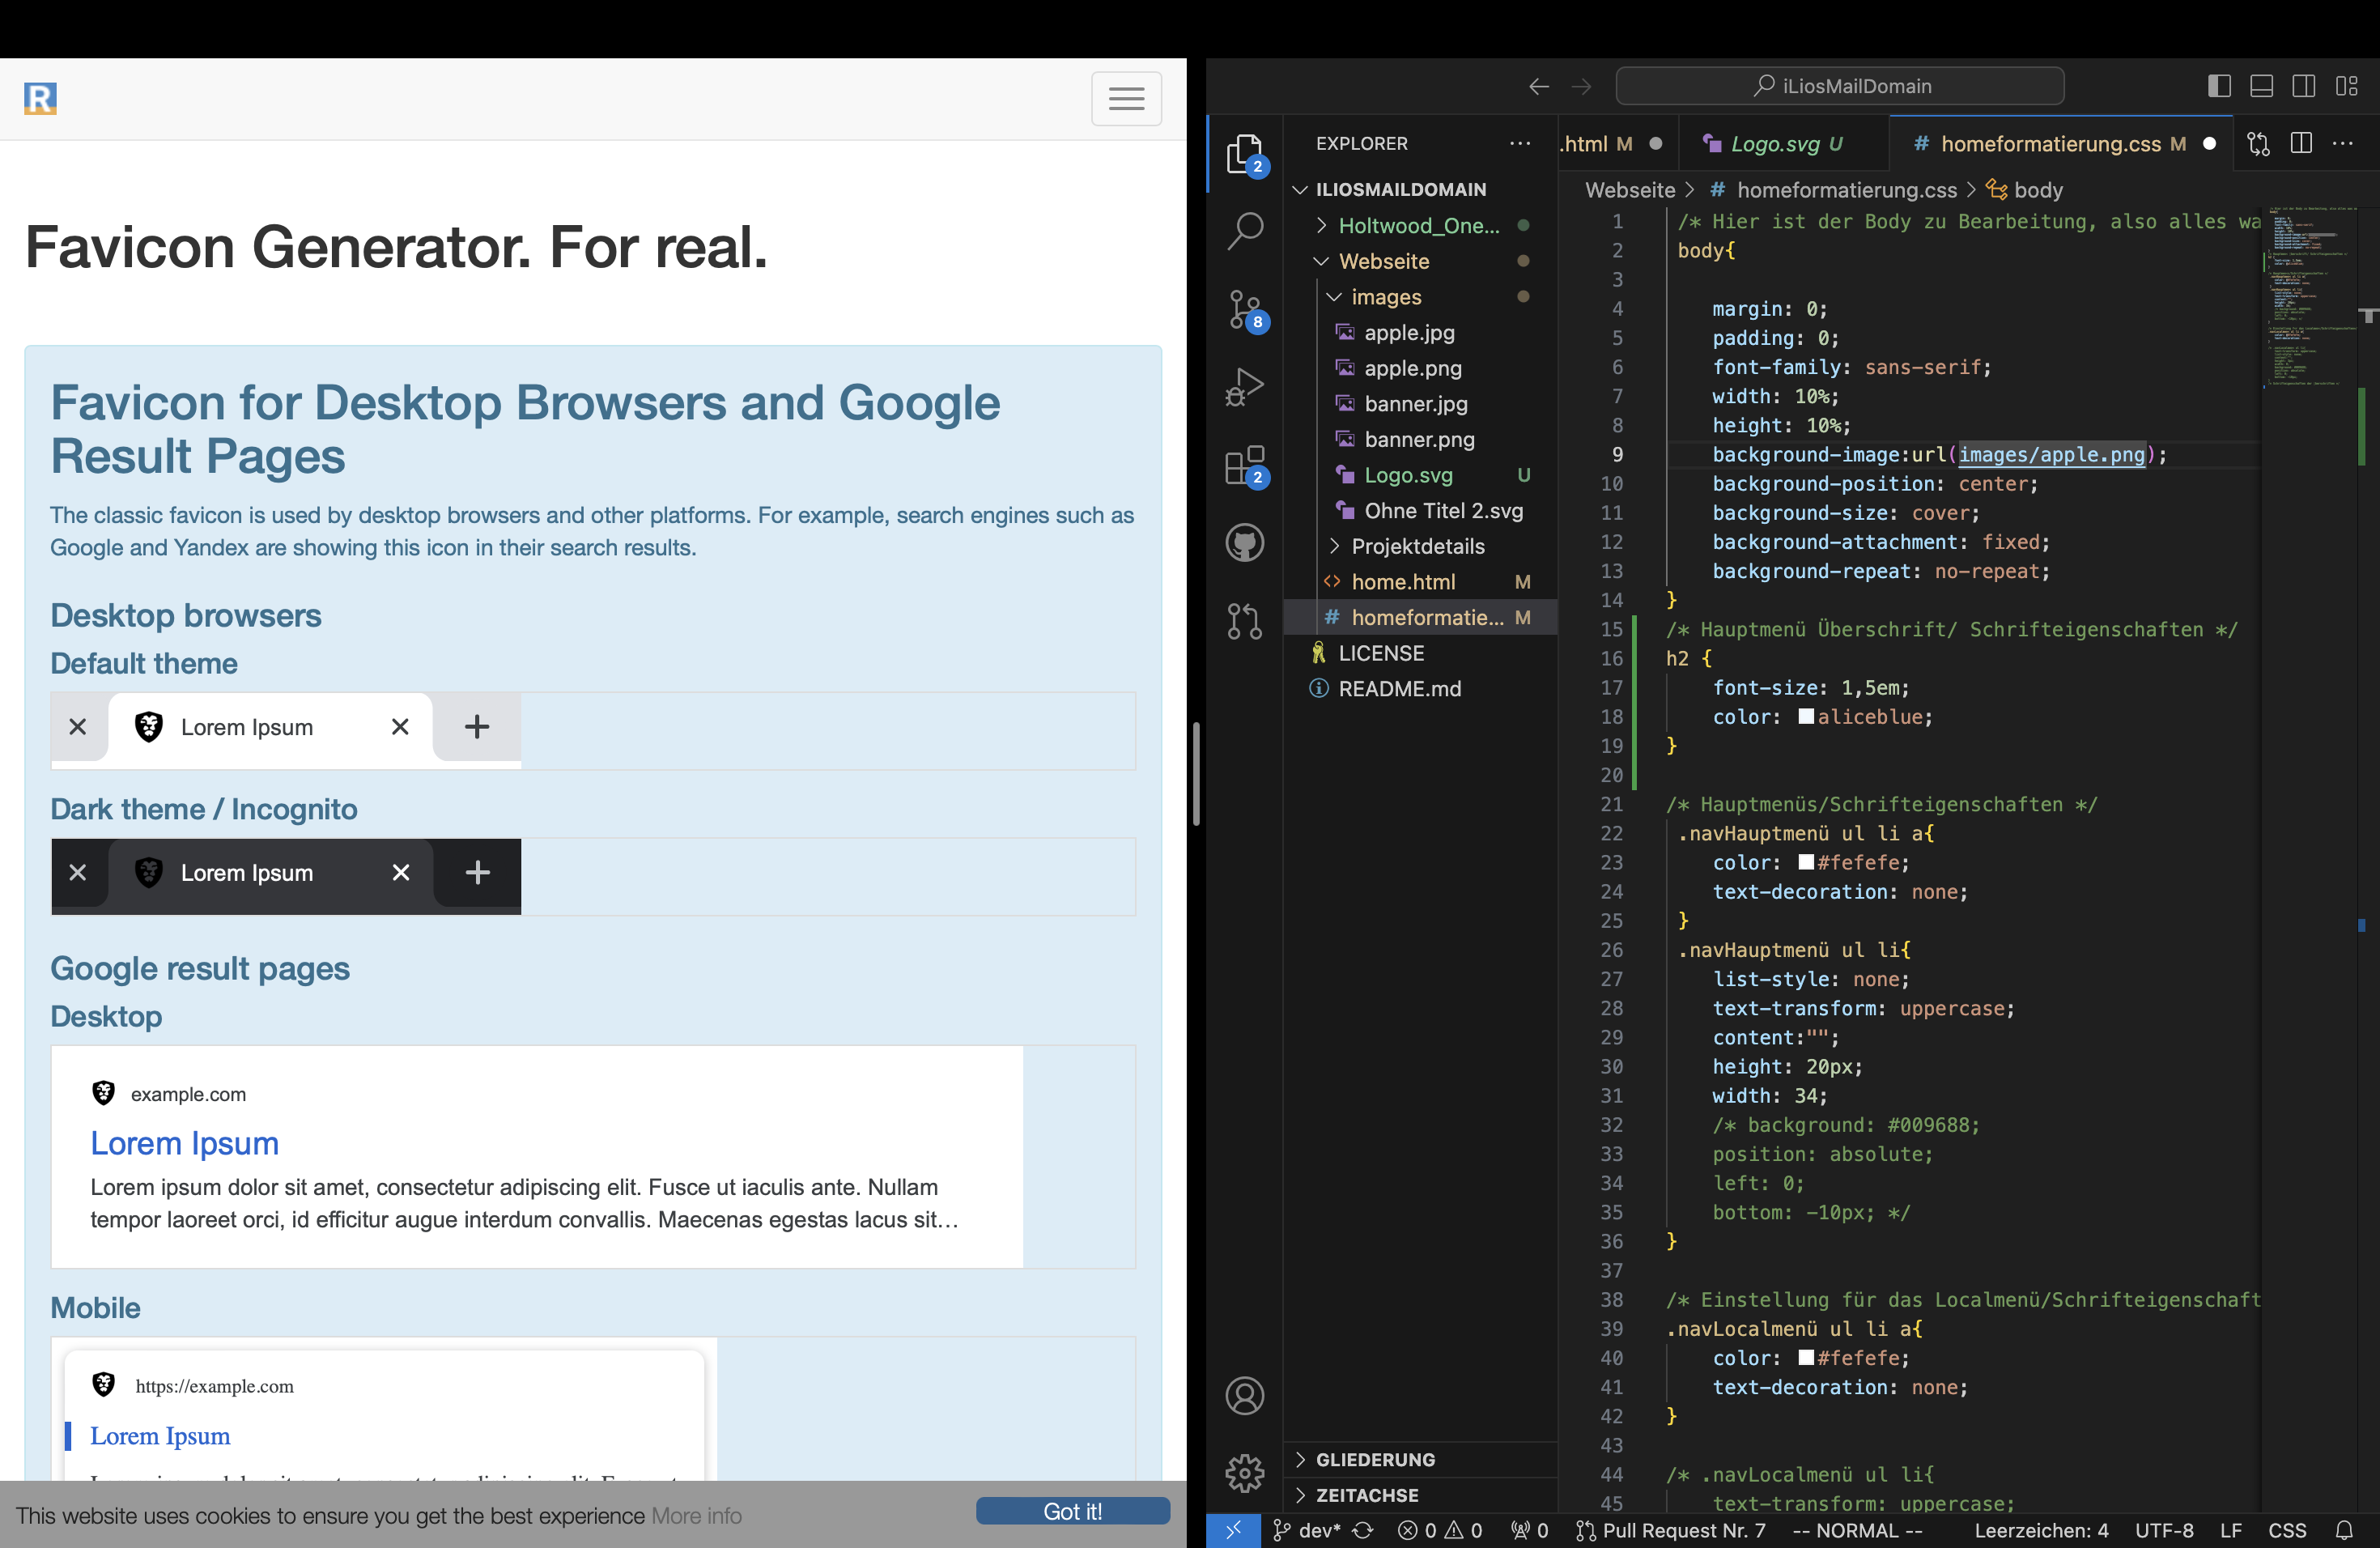 R
Favicon Generator. For real.
Favicon for Desktop Browsers and Google
Result Pages
The classic favicon is used by desktop browsers and other platforms. For example, search engines such as
Google and Yandex are showing this icon in their search results.
Desktop browsers
Default theme
Lorem Ipsum
Dark theme / Incognito
Lorem Ipsum
Google result pages
Desktop
example.com
Lorem Ipsum
Lorem ipsum dolor sit amet, consectetur adipiscing elit. Fusce ut iaculis ante. Nullam
tempor laoreet orci, id efficitur augue interdum convallis. Maecenas egestas lacus sit...
Mobile
https://example.com
Lorem Ipsum
This website uses cookies to ensure you get the best experience More info
Got it!
iLiosMailDomain
2
8
2
EXPLORER
ILIOSMAILDOMAIN
Holtwood_One...
Webseite
images
apple.jpg
apple.png
banner.jpg
banner.png
Logo.svg U
Ohne Titel 2.svg
Projektdetails
home.html M
homeformatie... M
LICENSE
README.md
GLIEDERUNG
ZEITACHSE
.html M
Logo.svg U
# homeformatierung.css M
Webseite > # homeformatierung.css > body
1 /* Hier ist der Body zu Bearbeitung, also alles wa
2 body{
3
4 margin: 0;
5 padding: 0;
6 font-family: sans-serif;
7 width: 10%;
8 height: 10%;
9 background-image:url(images/apple.png);
10 background-position: center;
11 background-size: cover;
12 background-attachment: fixed;
13 background-repeat: no-repeat;
14 }
15 /* Hauptmenü Überschrift/ Schrifteigenschaften */
16 h2 {
17 font-size: 1,5em;
18 color: aliceblue;
19 }
20
21 /* Hauptmenüs/Schrifteigenschaften */
22 .navHauptmenü ul li a{
23 color: #fefefe;
24 text-decoration: none;
25 }
26 .navHauptmenü ul li{
27 list-style: none;
28 text-transform: uppercase;
29 content:"";
30 height: 20px;
31 width: 34;
32 /* background: #009688;
33 position: absolute;
34 left: 0;
35 bottom: -10px; */
36 }
37
38 /* Einstellung für das Localmenü/Schrifteigenschaft
39 .navLocalmenü ul li a{
40 color: #fefefe;
41 text-decoration: none;
42 }
43
44 /* .navLocalmenü ul li{
45 text-transform: uppercase;
dev* 0 0 0 Pull Request Nr. 7 -- NORMAL -- Leerzeichen: 4 UTF-8 LF CSS